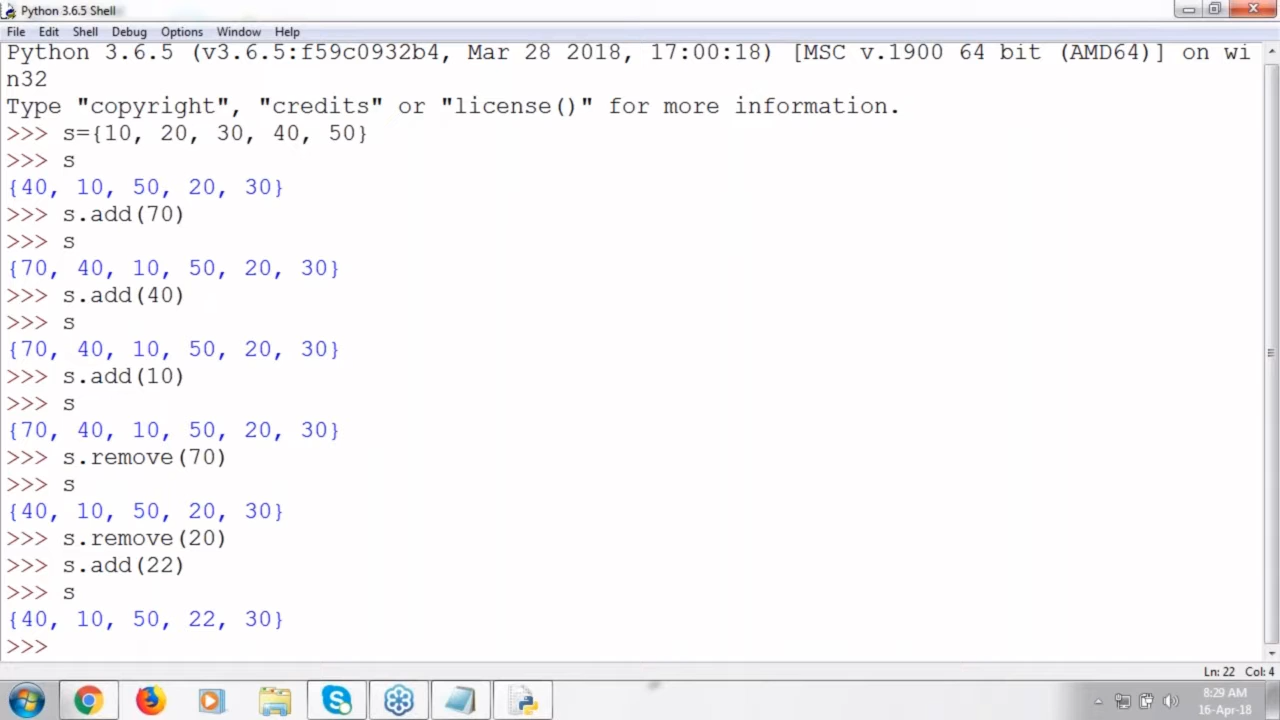 Python 3.6.5 Shell
File Edit Shell Debug Options Window Help
Python 3.6.5 (v3.6.5:f59c0932b4, Mar 28 2018, 17:00:18) [MSC v.1900 64 bit (AMD64)] on wi
n32
Type "copyright", "credits" or "license()" for more information.
>>> s={10, 20, 30, 40, 50}
>>> s
{40, 10, 50, 20, 30}
>>> s.add(70)
>>> s
{70, 40, 10, 50, 20, 30}
>>> s.add(40)
>>> s
{70, 40, 10, 50, 20, 30}
>>> s.add(10)
>>> s
{70, 40, 10, 50, 20, 30}
>>> s.remove(70)
>>> s
{40, 10, 50, 20, 30}
>>> s.remove(20)
>>> s.add(22)
>>> s
{40, 10, 50, 22, 30}
>>>
Ln: 22 Col: 4
8:29 AM
16-Apr-18